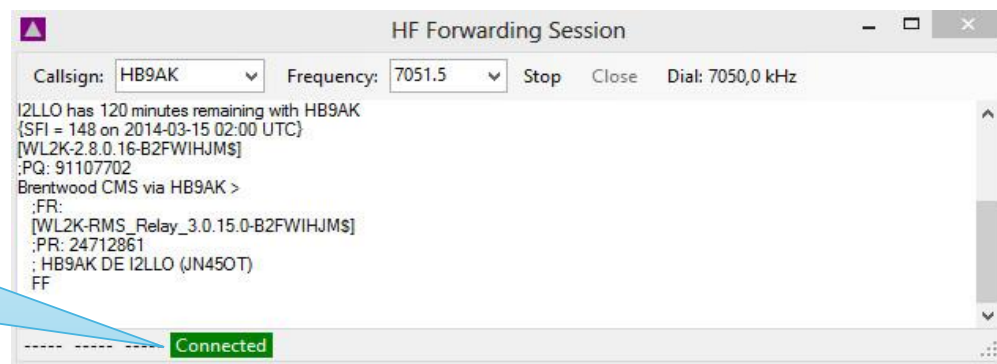 HF Forwarding Session
Callsign: HB9AK Frequency: 7051.5 Stop Close Dial: 7050,0 kHz
I2LLO has 120 minutes remaining with HB9AK
{SFI = 148 on 2014-03-15 02:00 UTC}
[WL2K-2.8.0.16-B2FWIHJM$]
;PQ: 91107702
Brentwood CMS via HB9AK >
;FR:
[WL2K-RMS_Relay_3.0.15.0-B2FWIHJM$]
;PR: 24712861
; HB9AK DE I2LLO (JN45OT)
FF
----- ----- ----- Connected